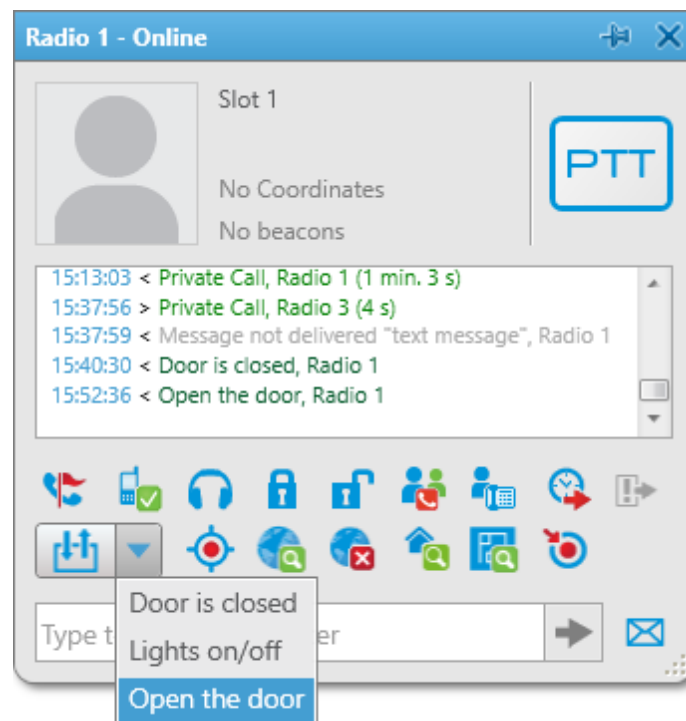 Radio 1 - Online
Slot 1
PTT
No Coordinates
No beacons
15:13:03 < Private Call, Radio 1 (1 min. 3 s)
15:37:56 > Private Call, Radio 3 (4 s)
15:37:59 < Message not delivered "text message", Radio 1
15:40:30 < Door is closed, Radio 1
15:52:36 < Open the door, Radio 1
Door is closed
Type t
er
Lights on/off
Open the door